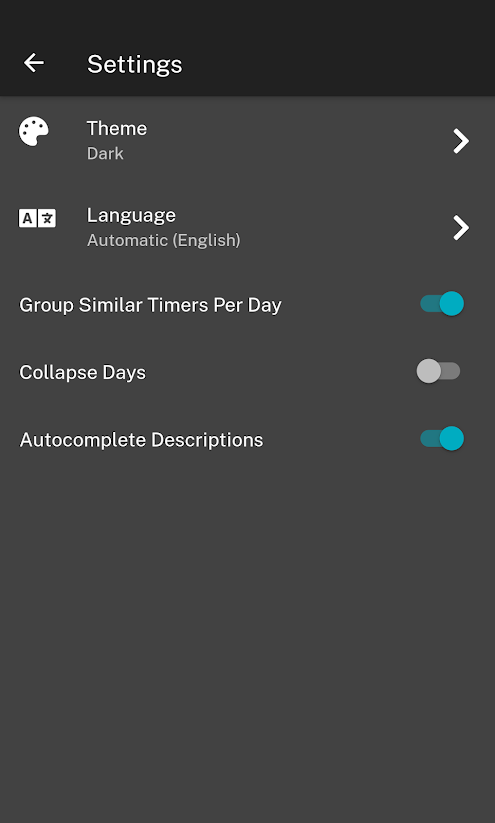 Settings
Theme
Dark
A 文
Language
Automatic (English)
Group Similar Timers Per Day
Collapse Days
Autocomplete Descriptions